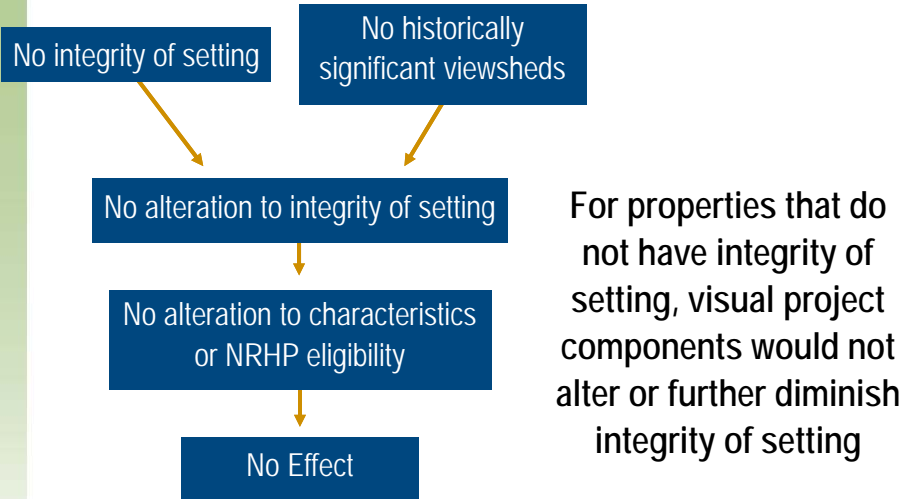 No integrity of setting
No historically
significant viewsheds
No alteration to integrity of setting
No alteration to characteristics
or NRHP eligibility
No Effect
For properties that do
not have integrity of
setting, visual project
components would not
alter or further diminish
integrity of setting